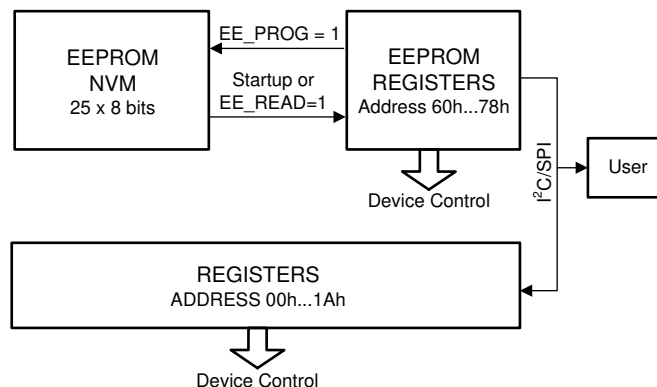 EEPROM
NVM
25 x 8 bits
EE_PROG = 1
Startup or
EE_READ=1
EEPROM
REGISTERS
Address 60h...78h
Device Control
I²C/SPI
User
REGISTERS
ADDRESS 00h...1Ah
Device Control